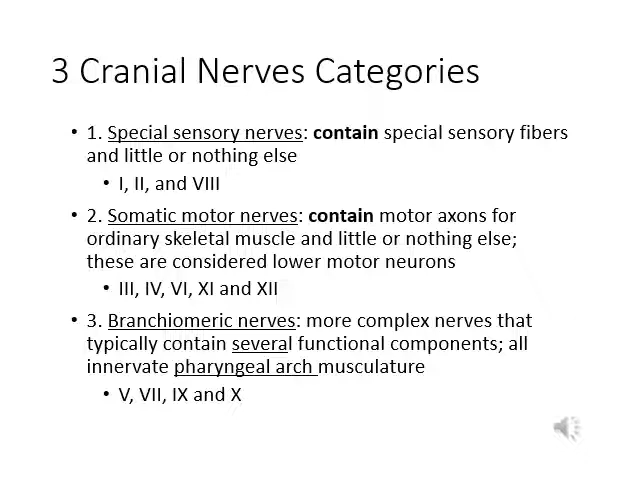 3 Cranial Nerves Categories
• 1. Special sensory nerves: contain special sensory fibers
and little or nothing else
• I, II, and VIII
• 2. Somatic motor nerves: contain motor axons for
ordinary skeletal muscle and little or nothing else;
these are considered lower motor neurons
• III, IV, VI, XI and XII
• 3. Branchiomeric nerves: more complex nerves that
typically contain several functional components; all
innervate pharyngeal arch musculature
• V, VII, IX and X